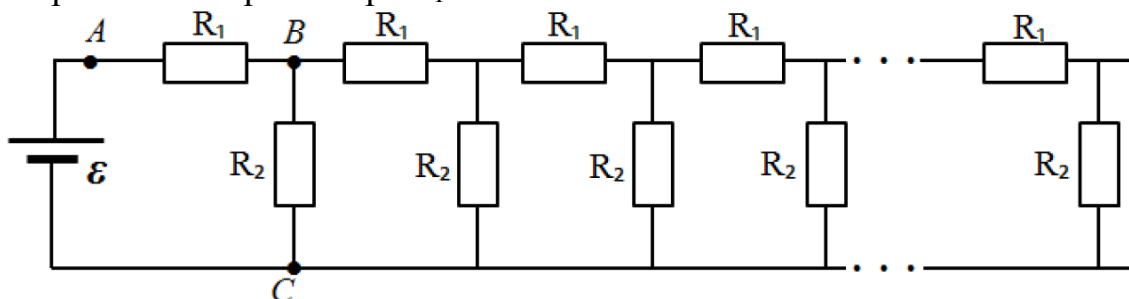 A R₁ B R₁ R₁ R₁ R₁
ε R₂ R₂ R₂ R₂ R₂
C